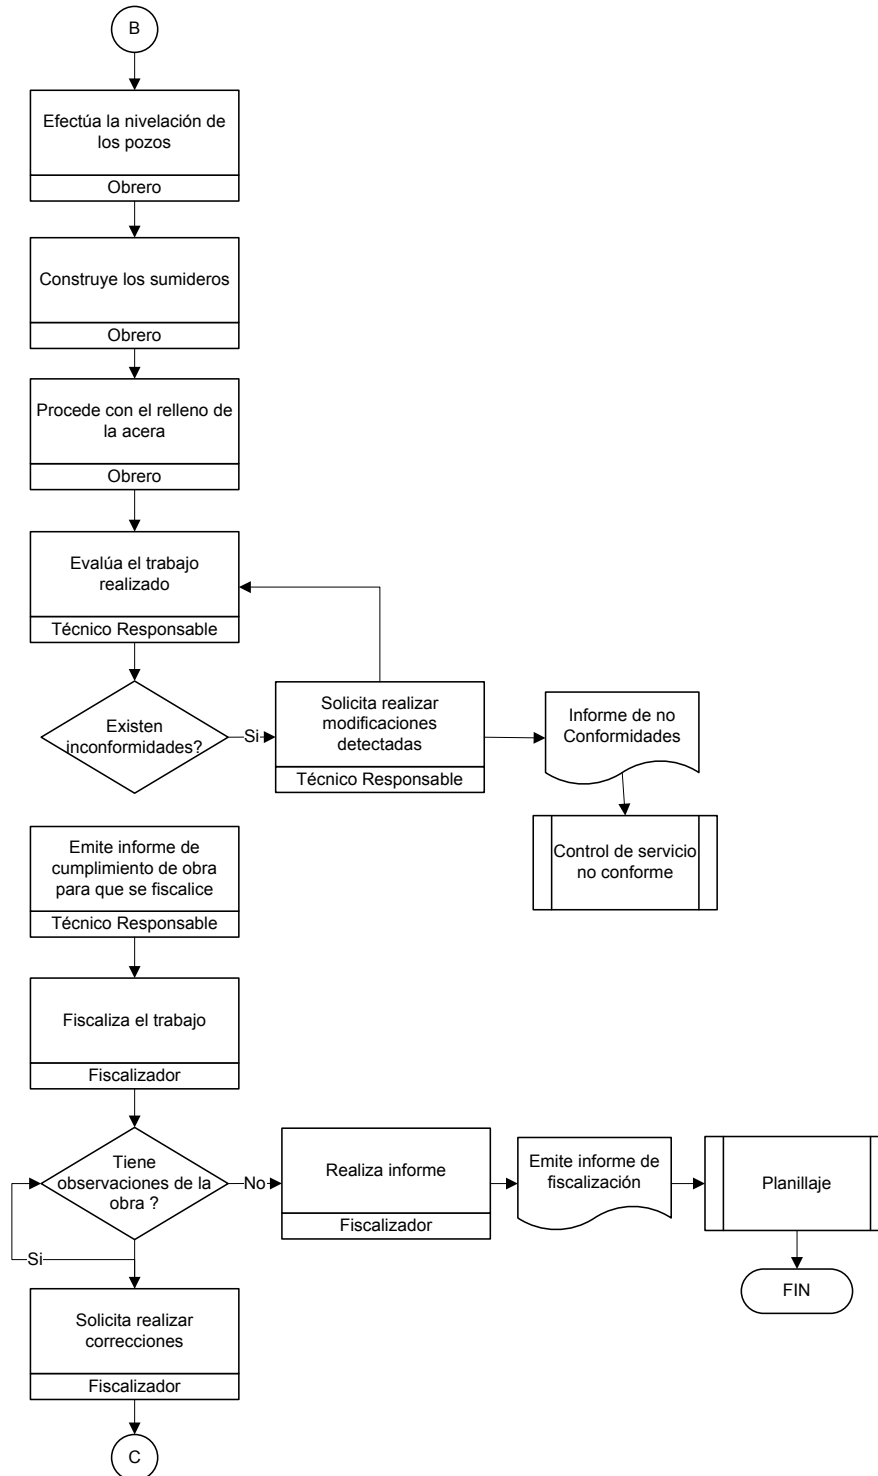 B
Efectúa la nivelación de
los pozos
Obrero
Construye los sumideros
Obrero
Procede con el relleno de
la acera
Obrero
Evalúa el trabajo
realizado
Técnico Responsable
Existen
inconformidades?
Si
Solicita realizar
modificaciones
detectadas
Técnico Responsable
Informe de no
Conformidades
Control de servicio
no conforme
Emite informe de
cumplimiento de obra
para que se fiscalice
Técnico Responsable
Fiscaliza el trabajo
Fiscalizador
Tiene
observaciones de la
obra ?
No
Realiza informe
Fiscalizador
Emite informe de
fiscalización
Planillaje
FIN
Si
Solicita realizar
correcciones
Fiscalizador
C